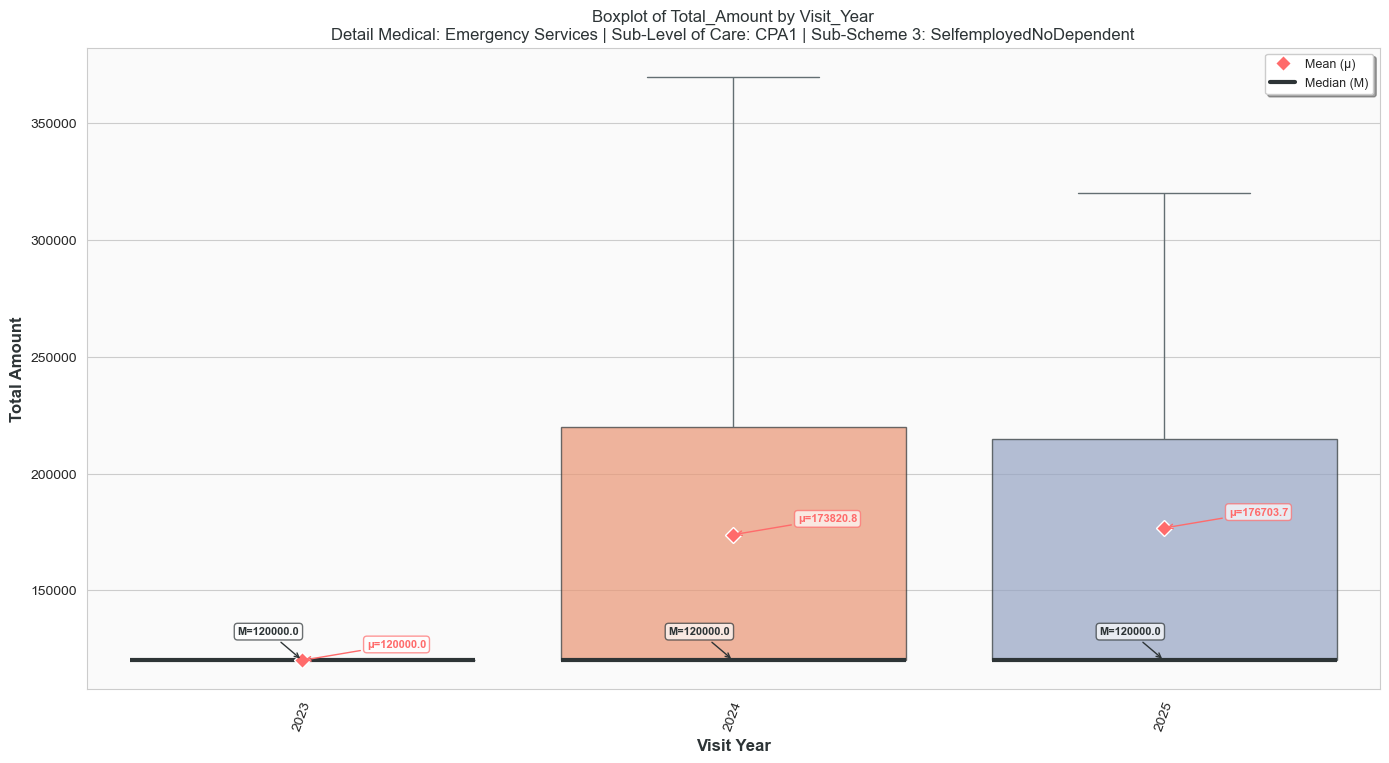 Boxplot of Total_Amount by Visit_Year
Detail Medical: Emergency Services | Sub-Level of Care: CPA1 | Sub-Scheme 3: SelfemployedNoDependent
Mean (μ)
Median (M)
Total Amount
350000
300000
250000
200000
150000
M=120000.0
μ=120000.0
M=120000.0
μ=173820.8
M=120000.0
μ=176703.7
2023
2024
2025
Visit Year